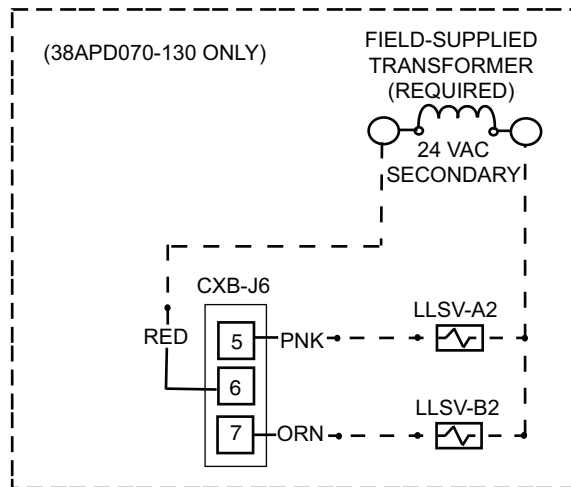 (38APD070-130 ONLY)
FIELD-SUPPLIED
TRANSFORMER
(REQUIRED)
24 VAC
SECONDARY
CXB-J6
RED
5
PNK
LLSV-A2
6
7
ORN
LLSV-B2